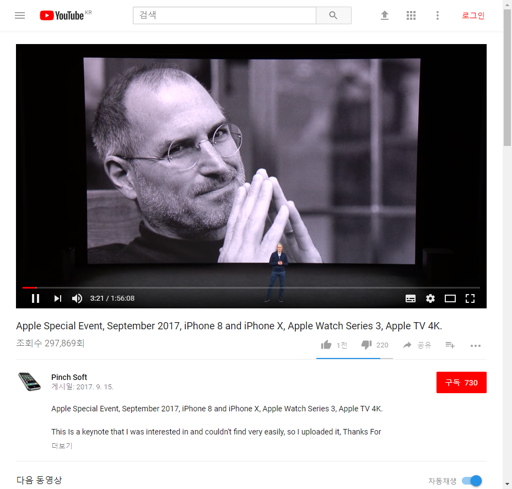 YouTube KR
검색
로그인
3:21 / 1:56:08
Apple Special Event, September 2017, iPhone 8 and iPhone X, Apple Watch Series 3, Apple TV 4K.
조회수 297,869회
1천 220 공유
Pinch Soft
게시일: 2017. 9. 15.
구독 730
Apple Special Event, September 2017, iPhone 8 and iPhone X, Apple Watch Series 3, Apple TV 4K.
This Is a keynote that I was interested in and couldn't find very easily, so I uploaded it, Thanks For
더보기
다음 동영상
자동재생